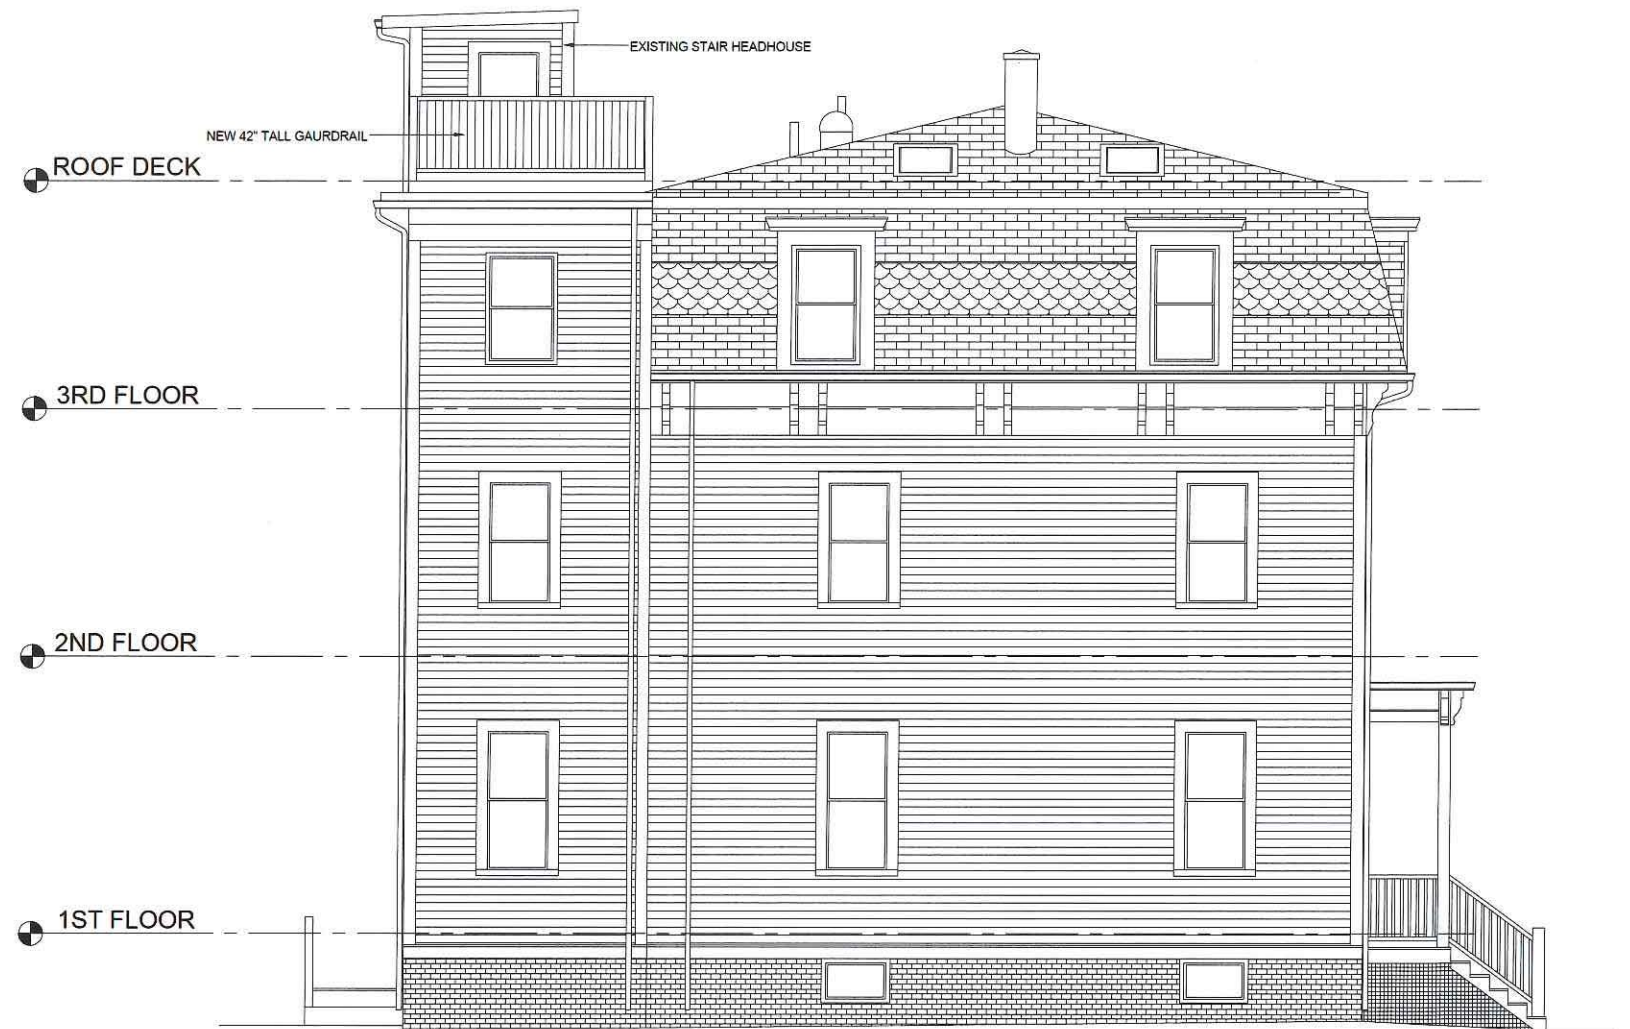 EXISTING STAIR HEADHOUSE
NEW 42" TALL GAURDRAIL
ROOF DECK
3RD FLOOR
2ND FLOOR
1ST FLOOR